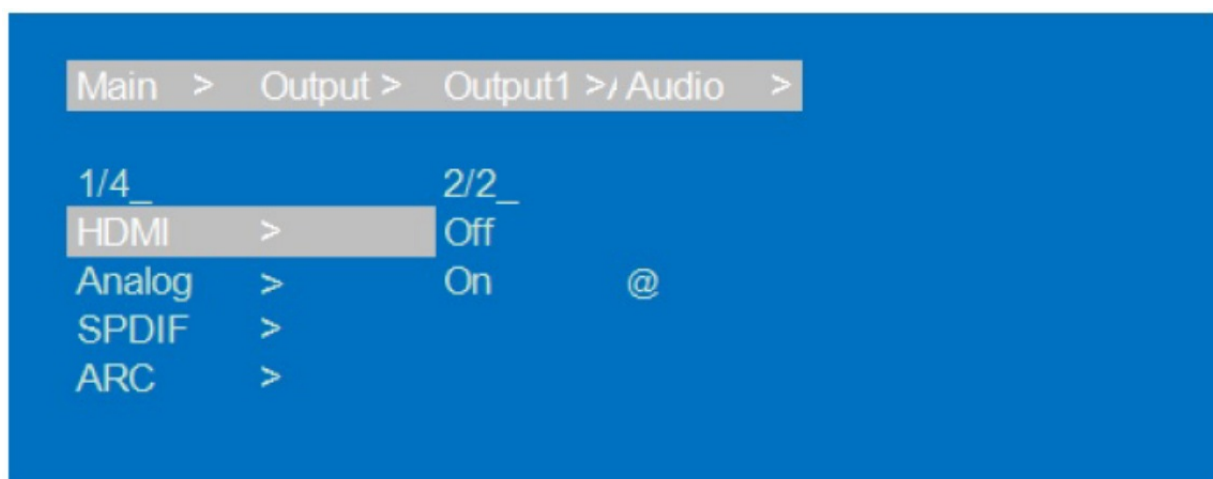 Main > Output > Output1 >/ Audio >
1/4_ 2/2_
HDMI > Off
Analog > On @
SPDIF >
ARC >